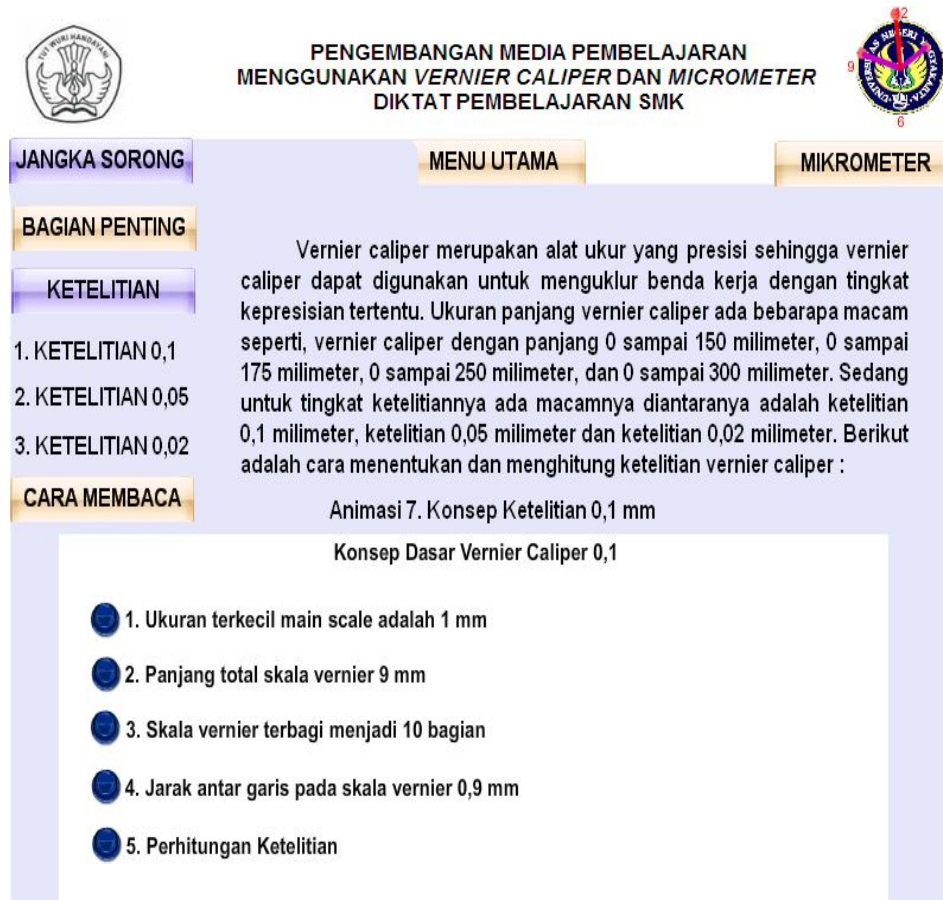 TUT WURI HANDAYANI
PENGEMBANGAN MEDIA PEMBELAJARAN
MENGGUNAKAN VERNIER CALIPER DAN MICROMETER
DIKTAT PEMBELAJARAN SMK
12
9
6
JANGKA SORONG
MENU UTAMA
MIKROMETER
BAGIAN PENTING
KETELITIAN
1. KETELITIAN 0,1
2. KETELITIAN 0,05
3. KETELITIAN 0,02
CARA MEMBACA
Vernier caliper merupakan alat ukur yang presisi sehingga vernier
caliper dapat digunakan untuk menguklur benda kerja dengan tingkat
kepresisian tertentu. Ukuran panjang vernier caliper ada bebarapa macam
seperti, vernier caliper dengan panjang 0 sampai 150 milimeter, 0 sampai
175 milimeter, 0 sampai 250 milimeter, dan 0 sampai 300 milimeter. Sedang
untuk tingkat ketelitiannya ada macamnya diantaranya adalah ketelitian
0,1 milimeter, ketelitian 0,05 milimeter dan ketelitian 0,02 milimeter. Berikut
adalah cara menentukan dan menghitung ketelitian vernier caliper :
Animasi 7. Konsep Ketelitian 0,1 mm
Konsep Dasar Vernier Caliper 0,1
1. Ukuran terkecil main scale adalah 1 mm
2. Panjang total skala vernier 9 mm
3. Skala vernier terbagi menjadi 10 bagian
4. Jarak antar garis pada skala vernier 0,9 mm
5. Perhitungan Ketelitian